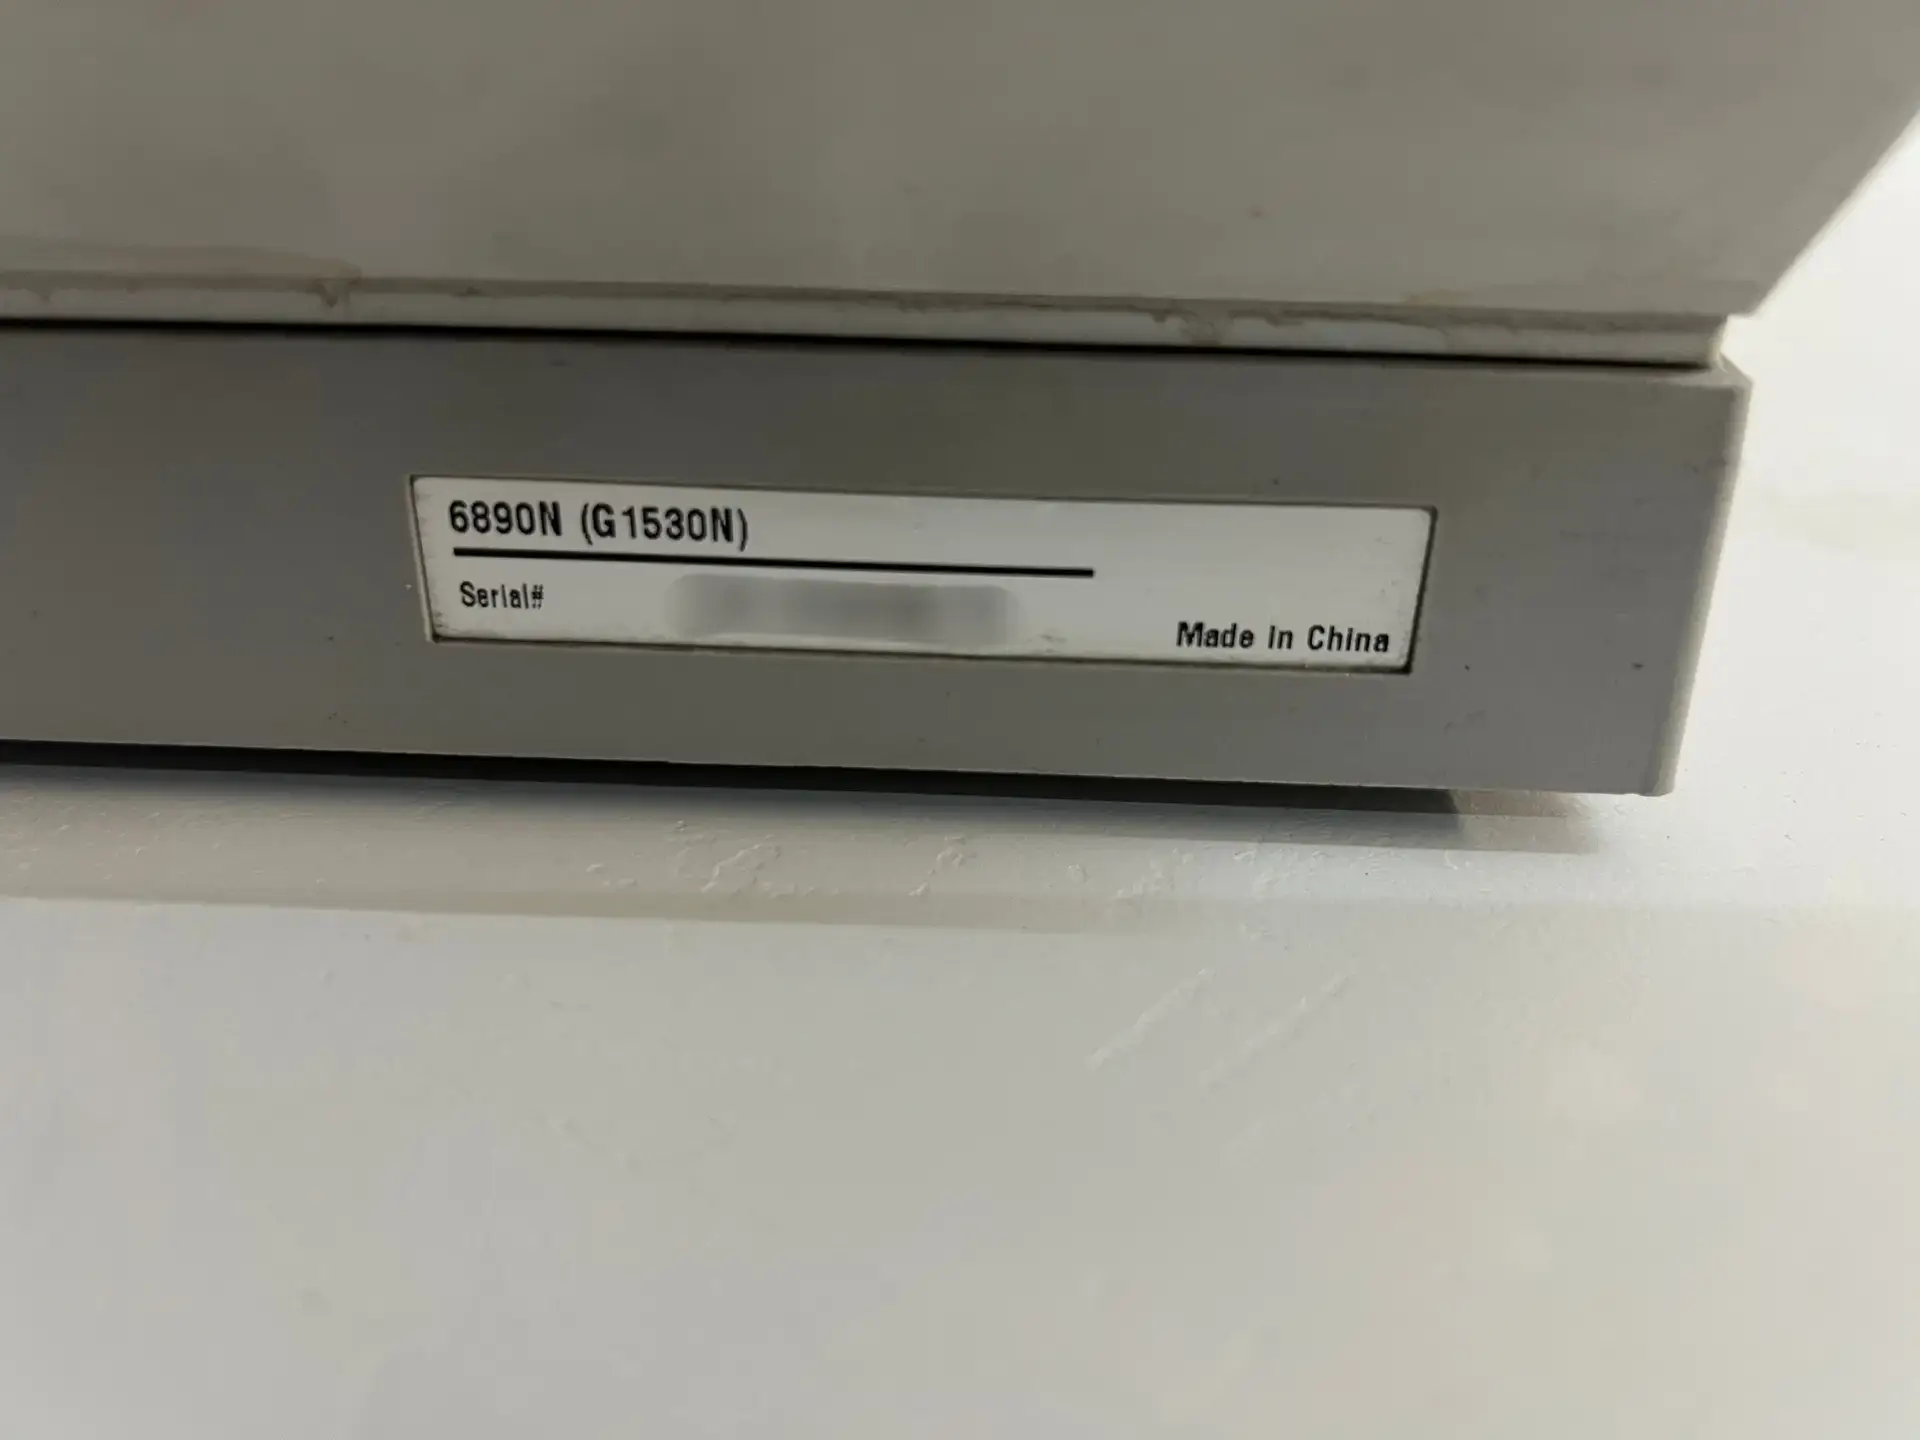 6890N (G1530N)
Serial#
Made in China